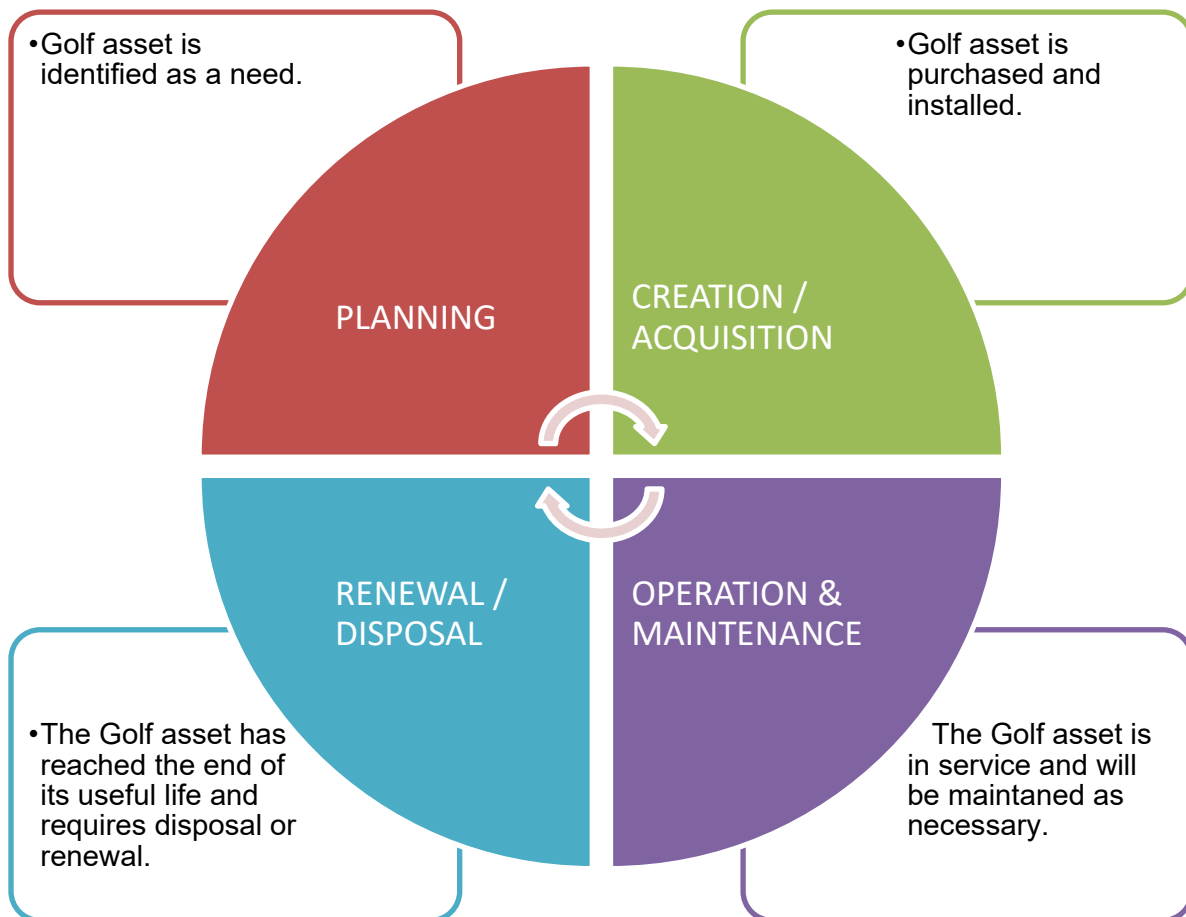 •Golf asset is
identified as a need.
•Golf asset is
purchased and
installed.
PLANNING
CREATION /
ACQUISITION
RENEWAL /
DISPOSAL
OPERATION &
MAINTENANCE
•The Golf asset has
reached the end of
its useful life and
requires disposal or
renewal.
The Golf asset is
in service and will
be maintaned as
necessary.